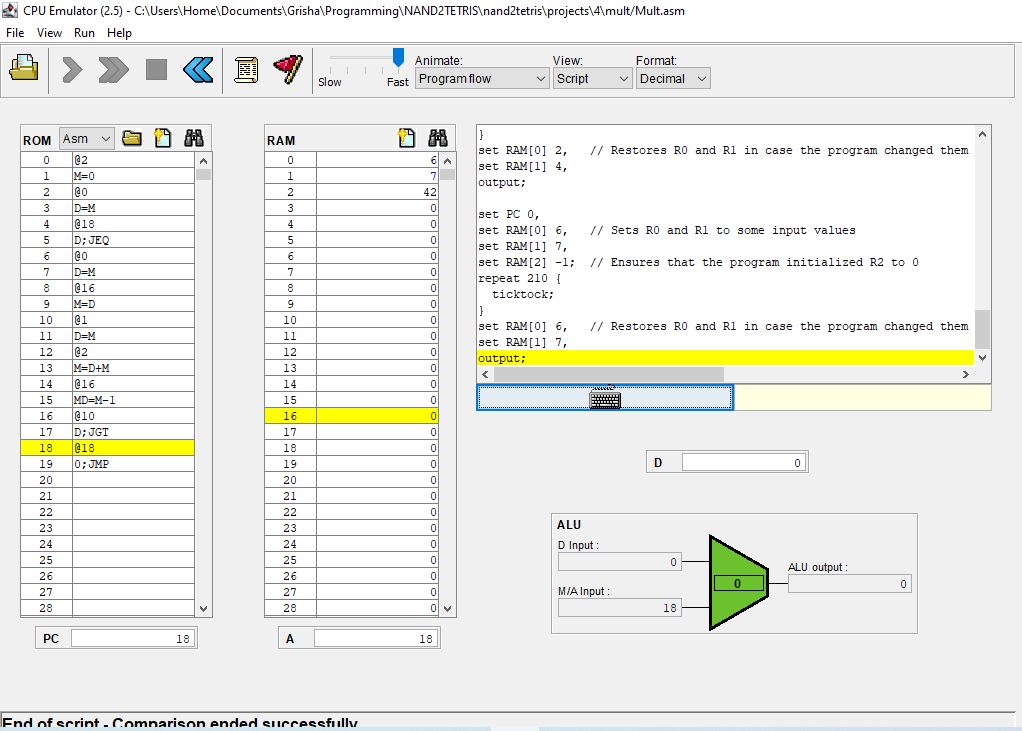 CPU Emulator (2.5) - C:\Users\Home\Documents\Grisha\Programming\NAND2TETRIS\nand2tetris\projects\4\mult/Mult.asm
File View Run Help
Slow Fast
Animate:
Program flow
View:
Script
Format:
Decimal
ROM Asm
0 @2
1 M=0
2 @0
3 D=M
4 @18
5 D;JEQ
6 @0
7 D=M
8 @16
9 M=D
10 @1
11 D=M
12 @2
13 M=D+M
14 @16
15 MD=M-1
16 @10
17 D;JGT
18 @18
19 0;JMP
20
21
22
23
24
25
26
27
28
PC 18
RAM
0 6
1 7
2 42
3 0
4 0
5 0
6 0
7 0
8 0
9 0
10 0
11 0
12 0
13 0
14 0
15 0
16 0
17 0
18 0
19 0
20 0
21 0
22 0
23 0
24 0
25 0
26 0
27 0
28 0
A 18
}
set RAM[0] 2,   // Restores R0 and R1 in case the program changed them
set RAM[1] 4,
output;
set PC 0,
set RAM[0] 6,   // Sets R0 and R1 to some input values
set RAM[1] 7,
set RAM[2] -1;  // Ensures that the program initialized R2 to 0
repeat 210 {
  ticktock;
}
set RAM[0] 6,   // Restores R0 and R1 in case the program changed them
set RAM[1] 7,
output;
D 0
ALU
D Input :
0
M/A Input :
18
0
ALU output :
0
End of script - Comparison ended successfully